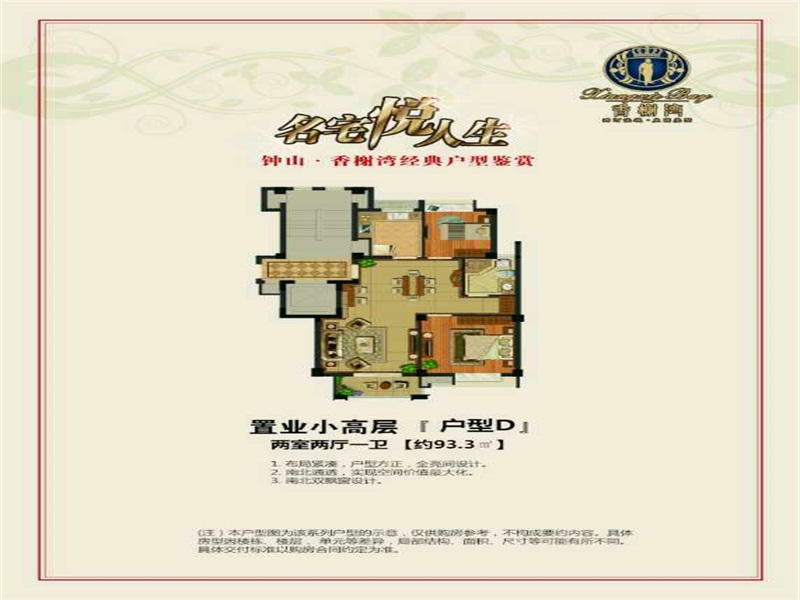 香榭湾
名宅悦人生
钟山·香榭湾经典户型鉴赏
置业小高层 『户型D』
两室两厅一卫 【约93.3㎡】
1. 布局紧凑，户型方正，全亮间设计。
2. 南北通透，实现空间价值最大化。
3. 南北双飘窗设计。
(注) 本户型图为该系列户型的示意，仅供购房参考，不构成要约内容。具体
房型因楼栋、楼层、单元等差异，局部结构、面积、尺寸等可能有所不同。
具体交付标准以购房合同约定为准。